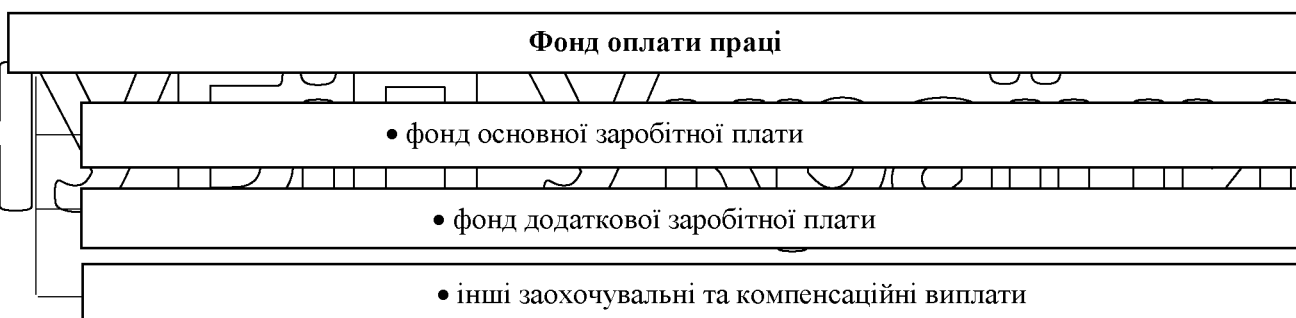 Фонд оплати праці
• фонд основної заробітної плати
• фонд додаткової заробітної плати
• інші заохочувальні та компенсаційні виплати